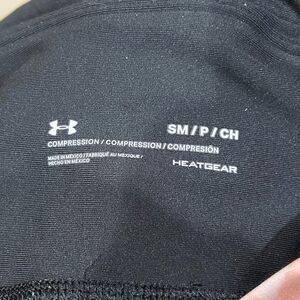 SM / P / CH
COMPRESSION / COMPRESSION / COMPRESIÓN
MADE IN MEXICO / FABRIQUÉ AU MEXIQUE /
HECHO EN MÉXICO
HEATGEAR